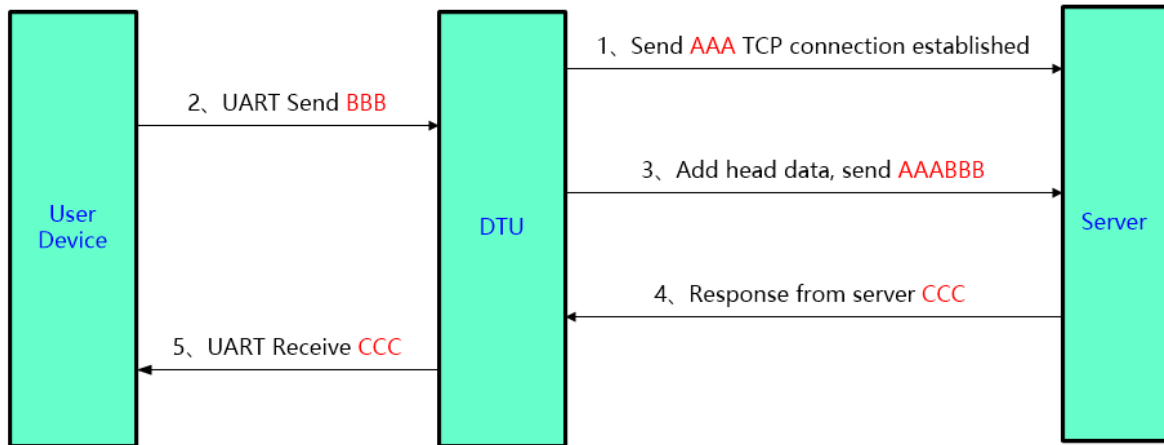 1、Send AAA TCP connection established
2、UART Send BBB
3、Add head data, send AAABBB
User
Device
DTU
Server
4、Response from server CCC
5、UART Receive CCC